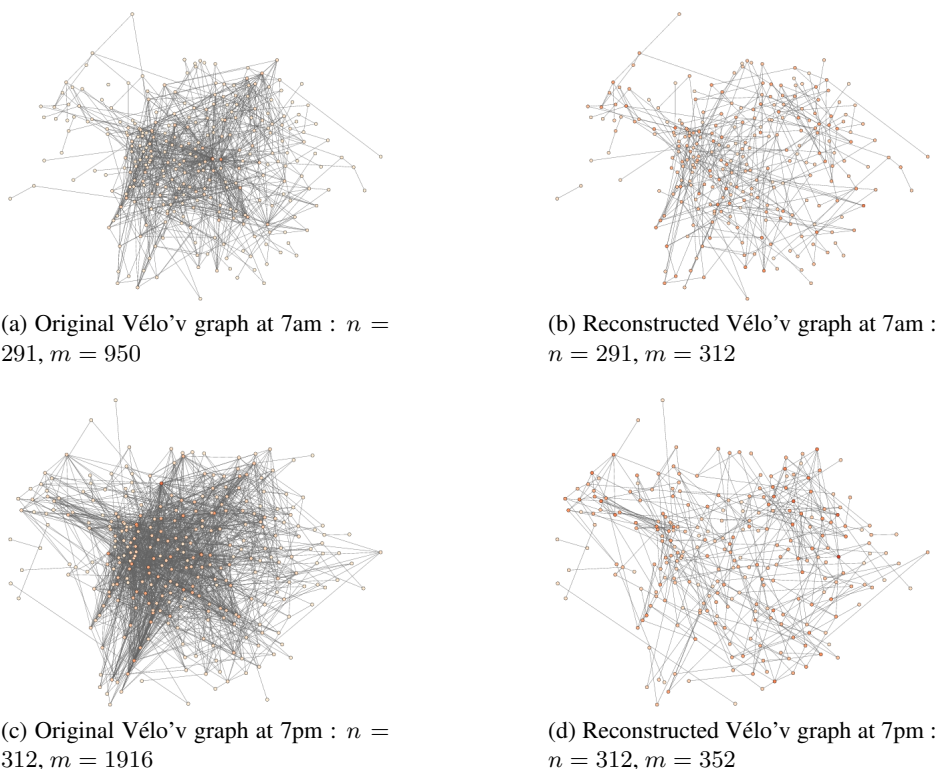 (a) Original Vélo'v graph at 7am : n =
291, m = 950
(b) Reconstructed Vélo'v graph at 7am :
n = 291, m = 312
(c) Original Vélo'v graph at 7pm : n =
312, m = 1916
(d) Reconstructed Vélo'v graph at 7pm :
n = 312, m = 352